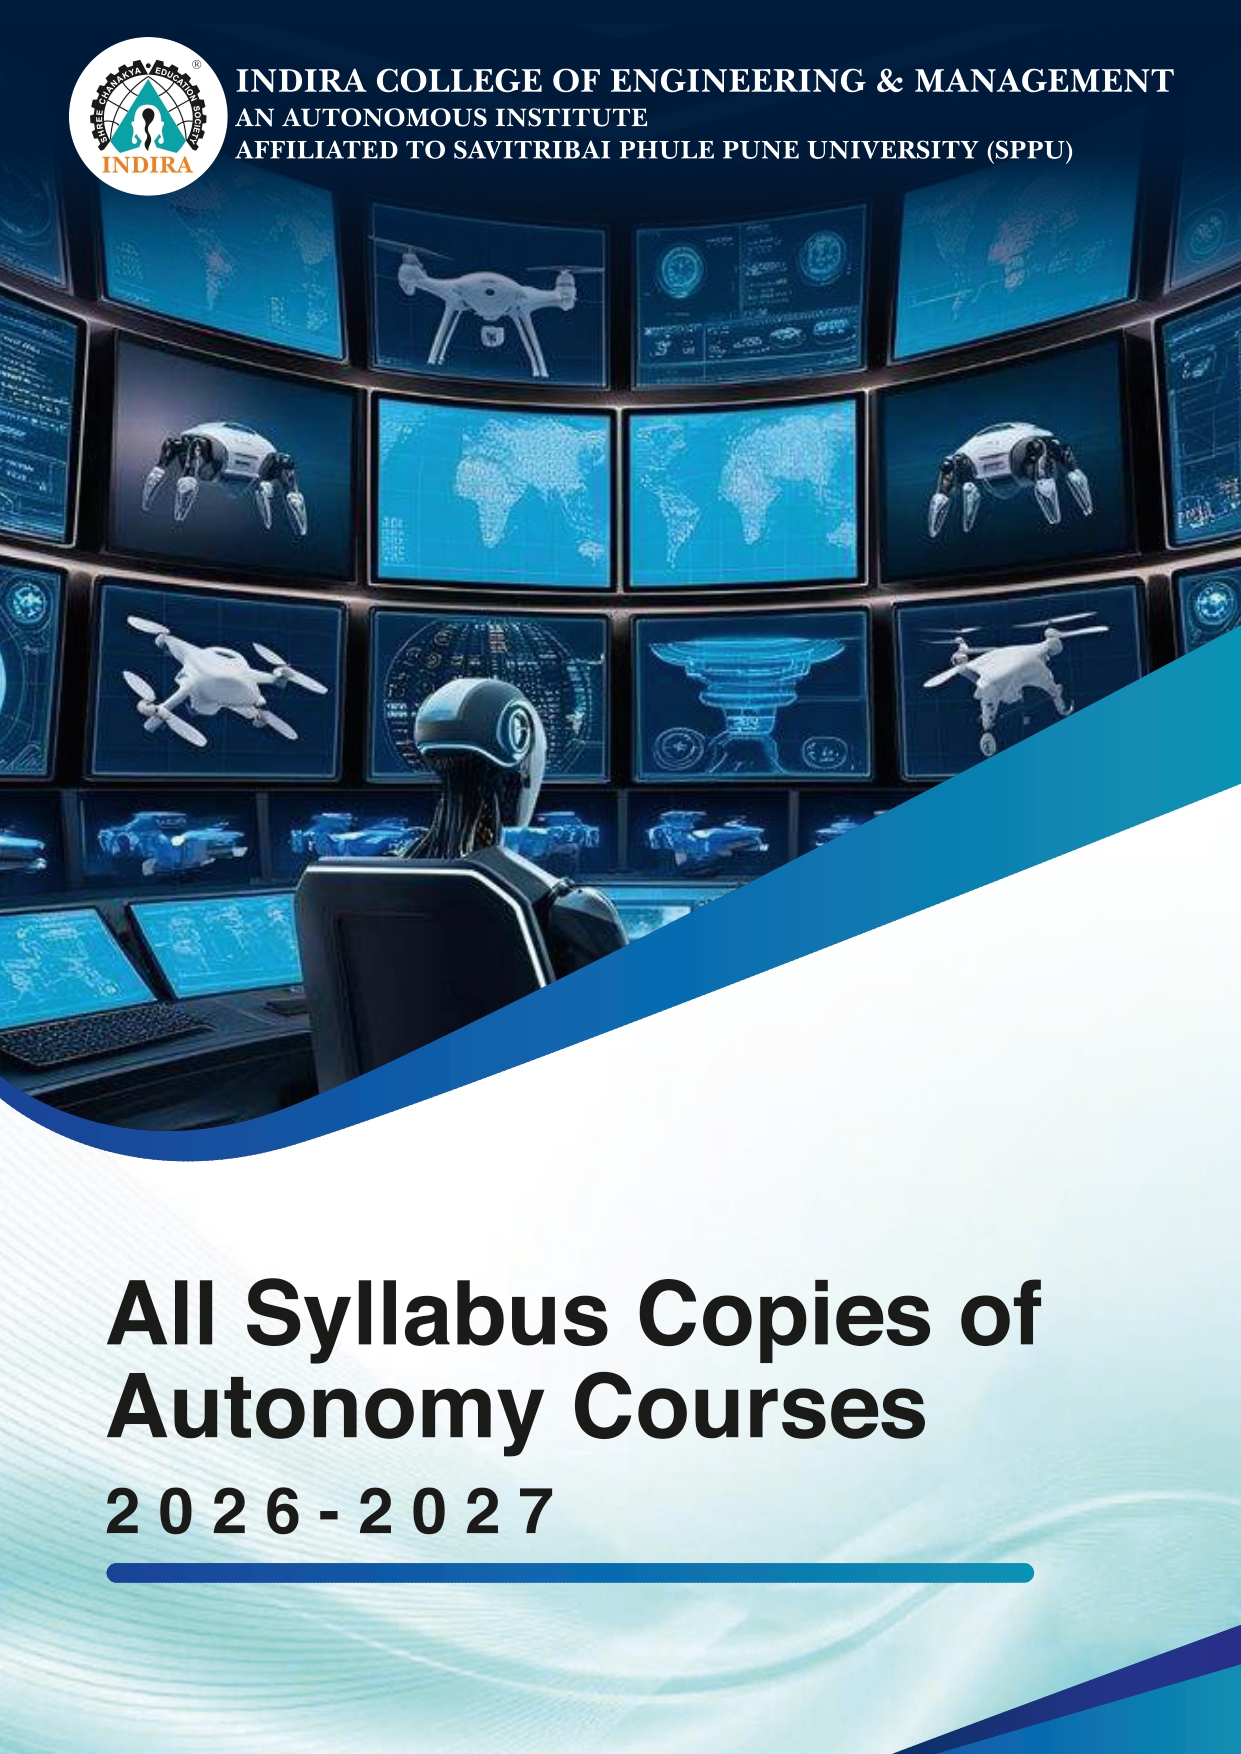 SHREE CHANAKYA EDUCATION SOCIETY
®
INDIRA
INDIRA COLLEGE OF ENGINEERING & MANAGEMENT
AN AUTONOMOUS INSTITUTE
AFFILIATED TO SAVITRIBAI PHULE PUNE UNIVERSITY (SPPU)
All Syllabus Copies of
Autonomy Courses
2026-2027